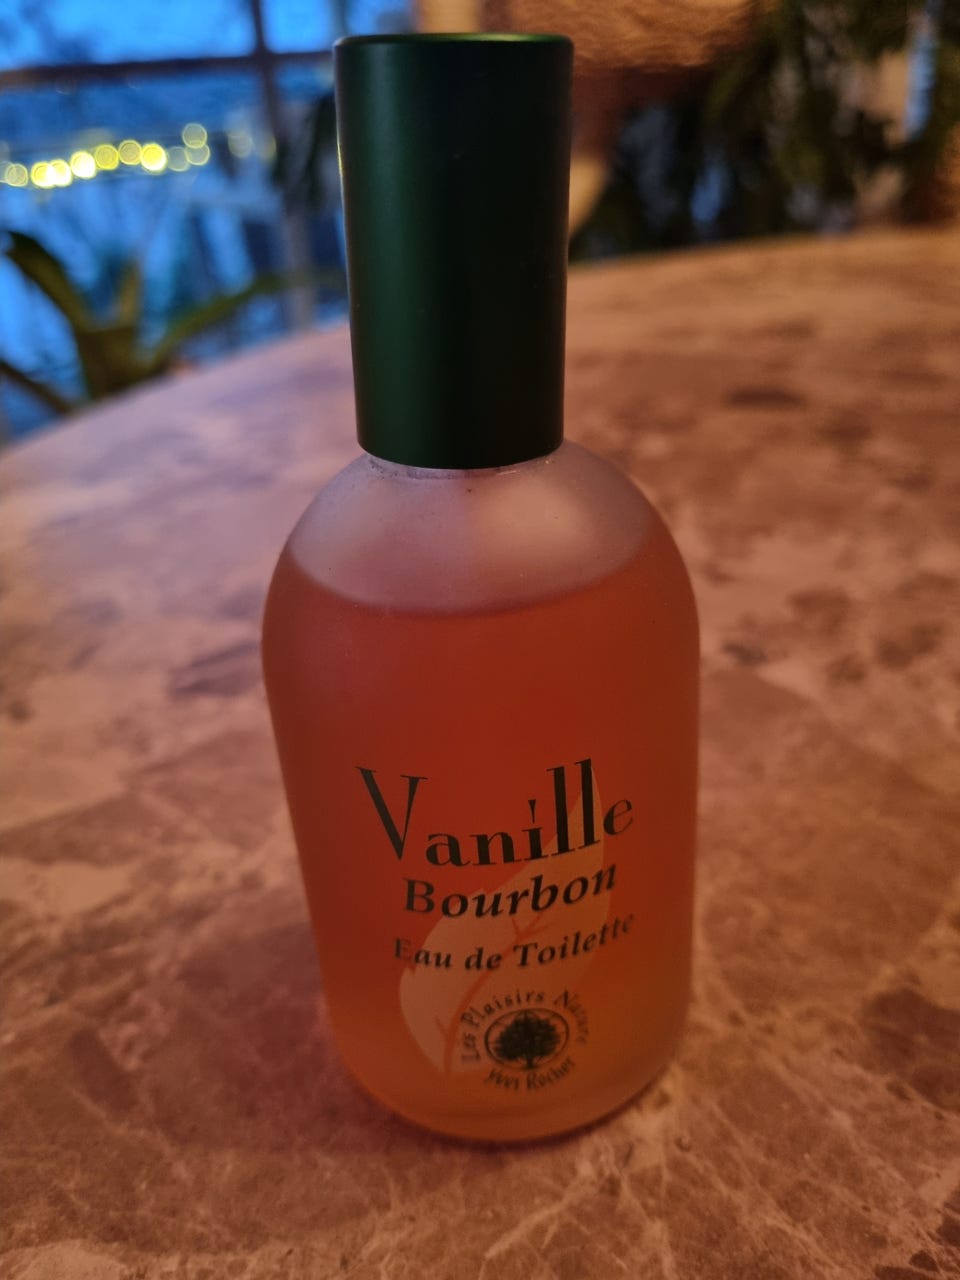 Vanille
Bourbon
Eau de Toilette
Les Plaisirs Nature
Yves Rocher